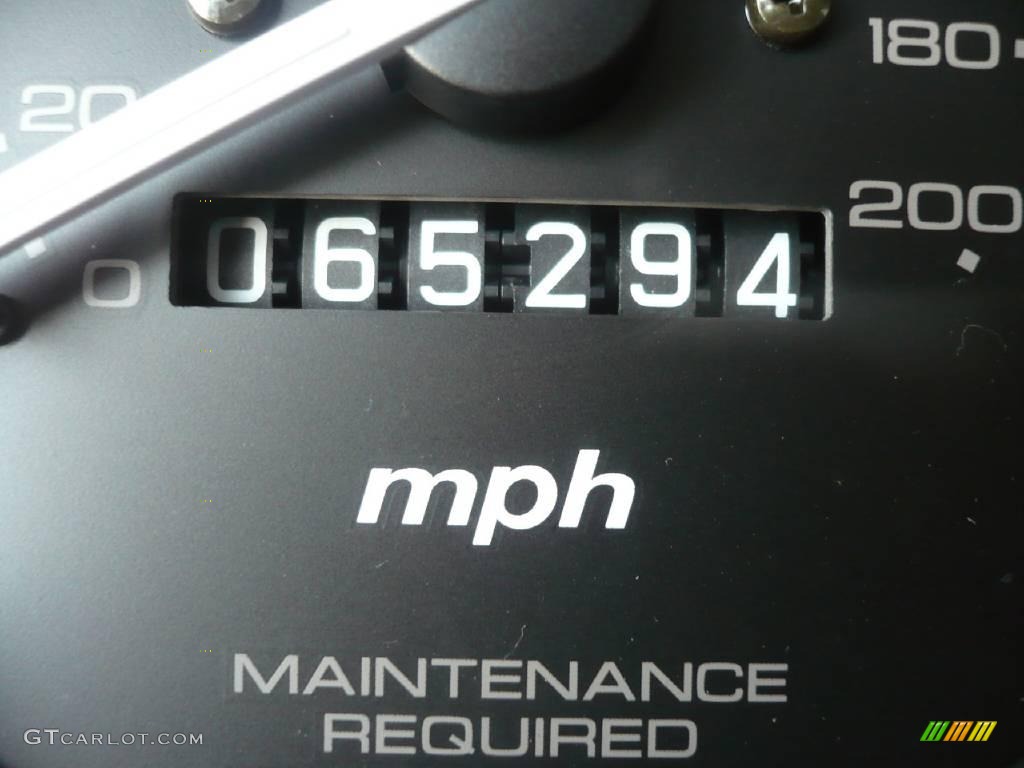 180
20
200
0
065294
mph
MAINTENANCE
REQUIRED
GTCARLOT.COM